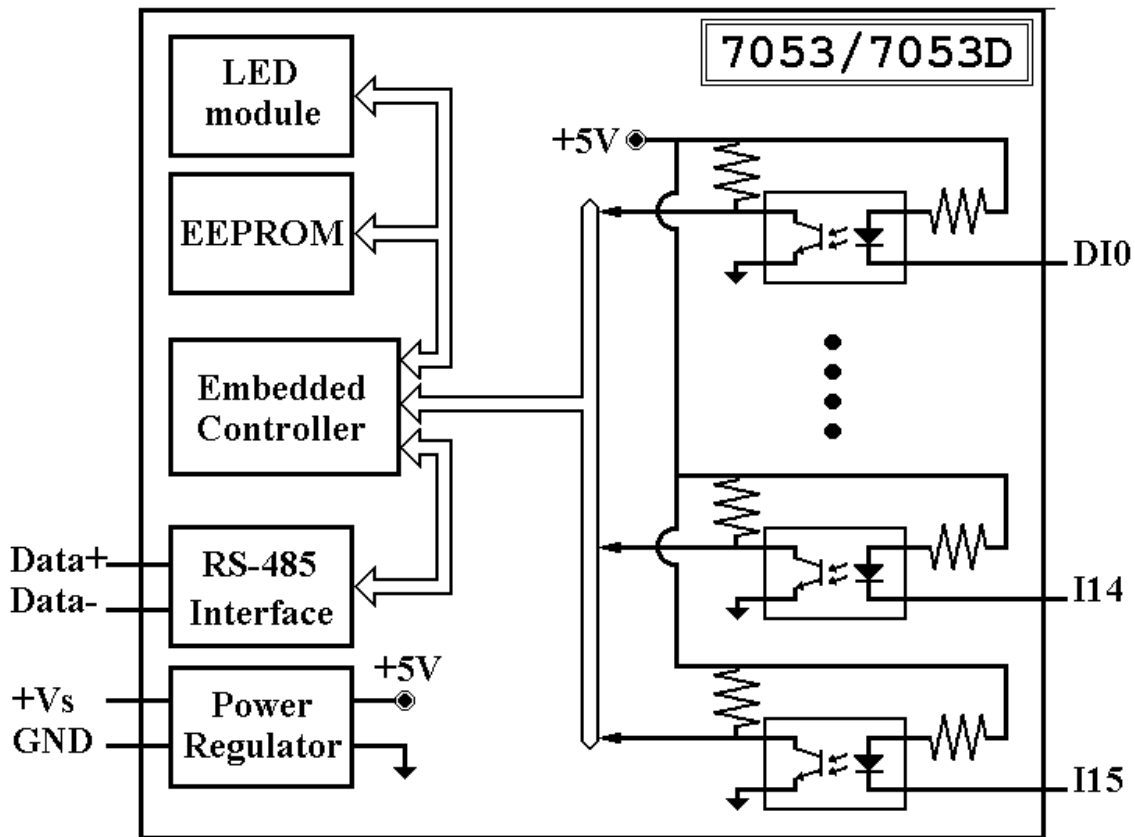 7053/7053D
LED
module
EEPROM
Embedded
Controller
RS-485
Interface
Power
Regulator
Data+
Data-
+Vs
GND
+5V
+5V
DI0
I14
I15